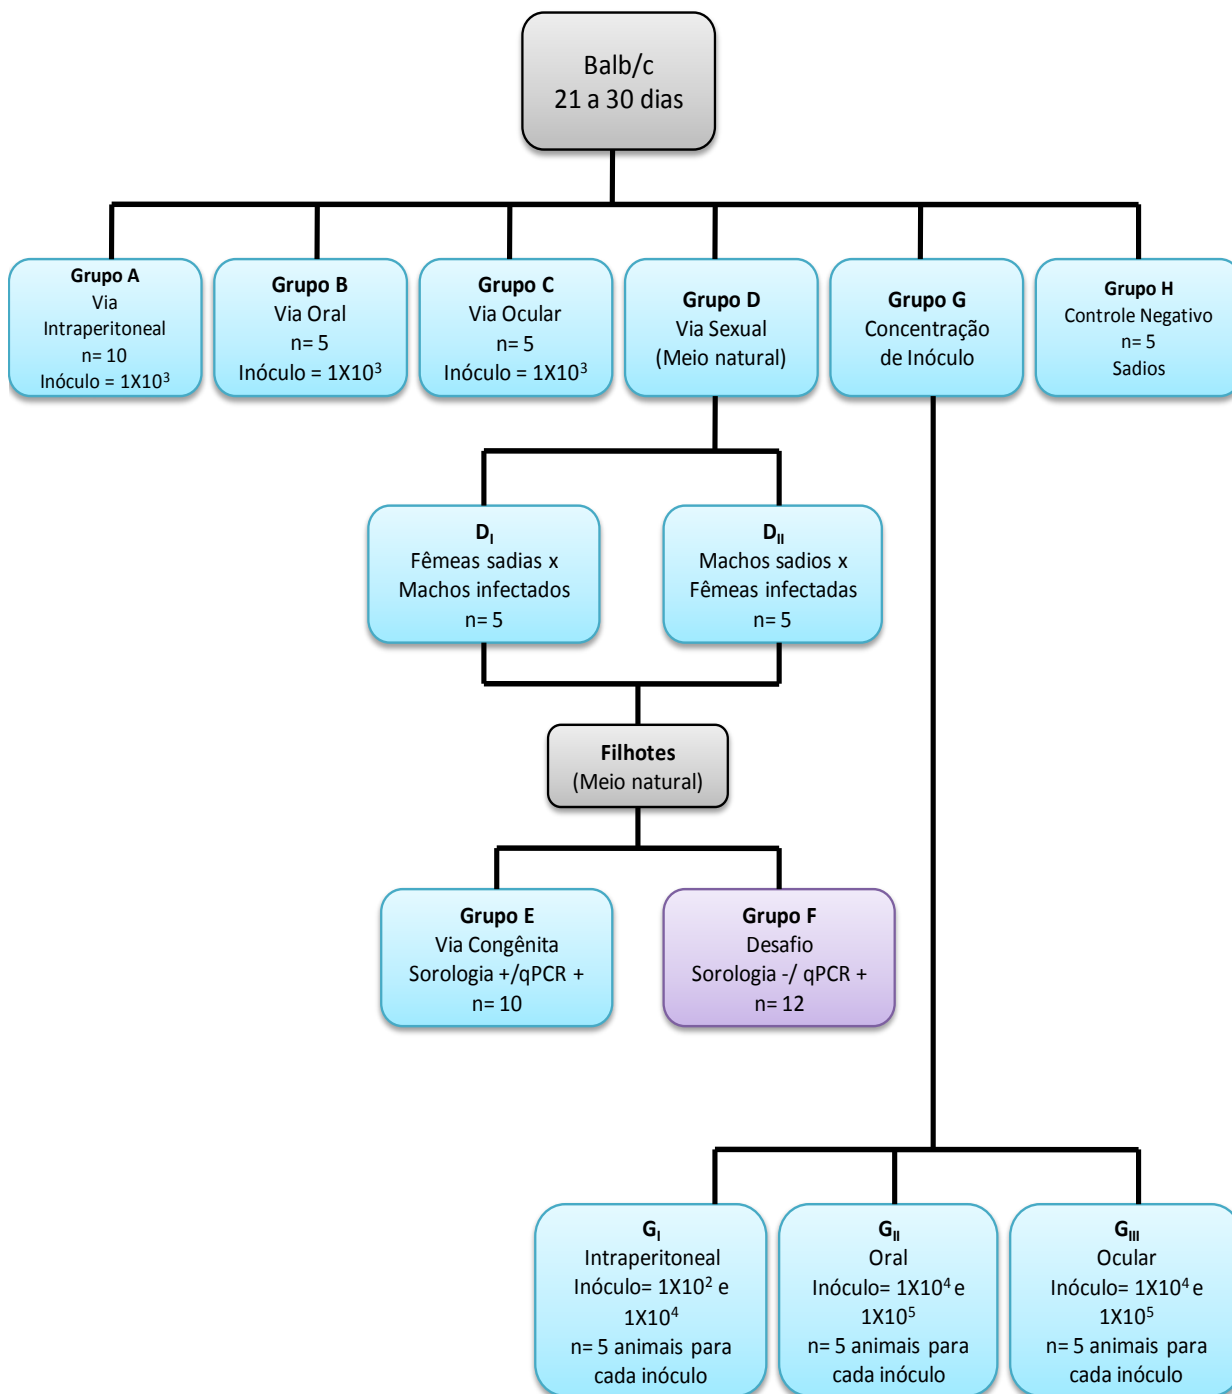 Balb/c
21 a 30 dias
Grupo A
Via
Intraperitoneal
n= 10
Inóculo = 1X10³
Grupo B
Via Oral
n= 5
Inóculo = 1X10³
Grupo C
Via Ocular
n= 5
Inóculo = 1X10³
Grupo D
Via Sexual
(Meio natural)
Grupo G
Concentração
de Inóculo
Grupo H
Controle Negativo
n= 5
Sadios
D_I
Fêmeas sadias x
Machos infectados
n= 5
D_II
Machos sadios x
Fêmeas infectadas
n= 5
Filhotes
(Meio natural)
Grupo E
Via Congênita
Sorologia +/qPCR +
n= 10
Grupo F
Desafio
Sorologia -/ qPCR +
n= 12
G_I
Intraperitoneal
Inóculo= 1X10² e
1X10⁴
n= 5 animais para
cada inóculo
G_II
Oral
Inóculo= 1X10⁴ e
1X10⁵
n= 5 animais para
cada inóculo
G_III
Ocular
Inóculo= 1X10⁴ e
1X10⁵
n= 5 animais para
cada inóculo